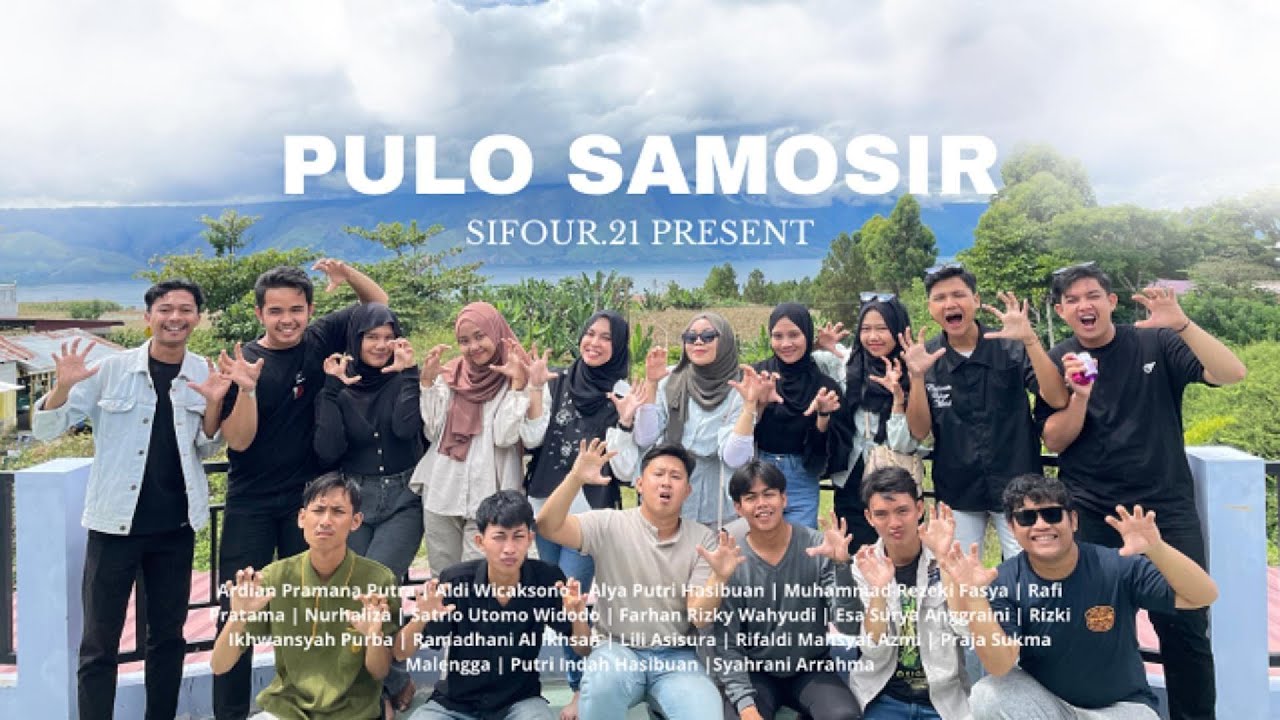 PULO SAMOSIR
SIFOUR.21 PRESENT
Ardian Pramana Putra | Aldi Wicaksono | Alya Putri Hasibuan | Muhammad Rezeki Fasya | Rafi
Pratama | Nurhaliza | Satrio Utomo Widodo | Farhan Rizky Wahyudi | Esa Surya Anggraini | Rizki
Ikhwansyah Purba | Ramadhani Al Ikhsan | Lili Asisura | Rifaldi Mansyaf Azmi | Praja Sukma
Malengga | Putri Indah Hasibuan |Syahrani Arrahma